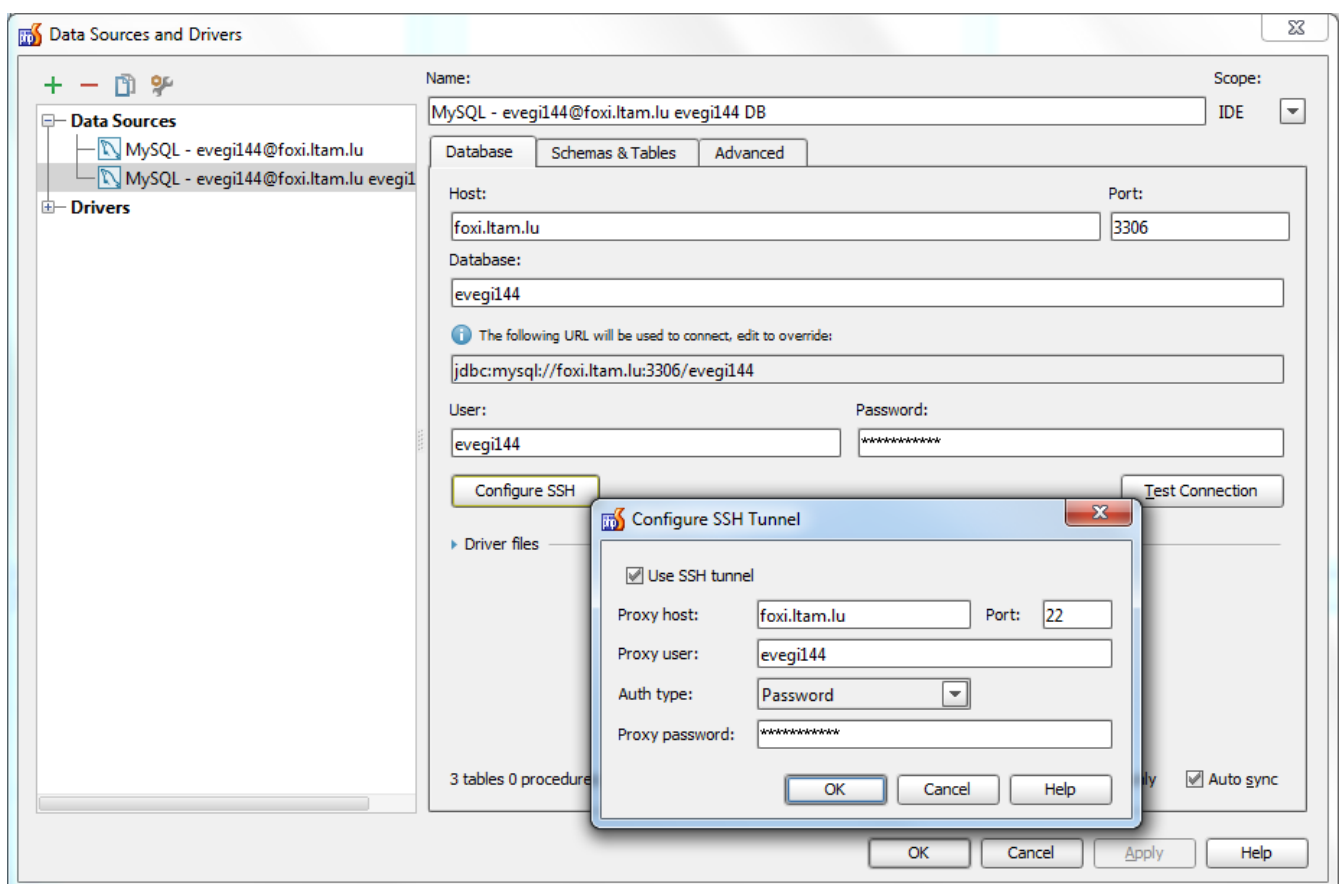 Data Sources and Drivers
Name:
Scope:
MySQL - evegi144@foxi.ltam.lu evegi144 DB
IDE
Data Sources
MySQL - evegi144@foxi.ltam.lu
MySQL - evegi144@foxi.ltam.lu evegi1
Drivers
Database
Schemas & Tables
Advanced
Host:
Port:
foxi.ltam.lu
3306
Database:
evegi144
The following URL will be used to connect, edit to override:
jdbc:mysql://foxi.ltam.lu:3306/evegi144
User:
Password:
evegi144
***********
Configure SSH
Test Connection
Driver files
Configure SSH Tunnel
Use SSH tunnel
Proxy host:
foxi.ltam.lu
Port:
22
Proxy user:
evegi144
Auth type:
Password
Proxy password:
***********
OK
Cancel
Help
3 tables 0 procedure
ly
Auto sync
OK
Cancel
Apply
Help